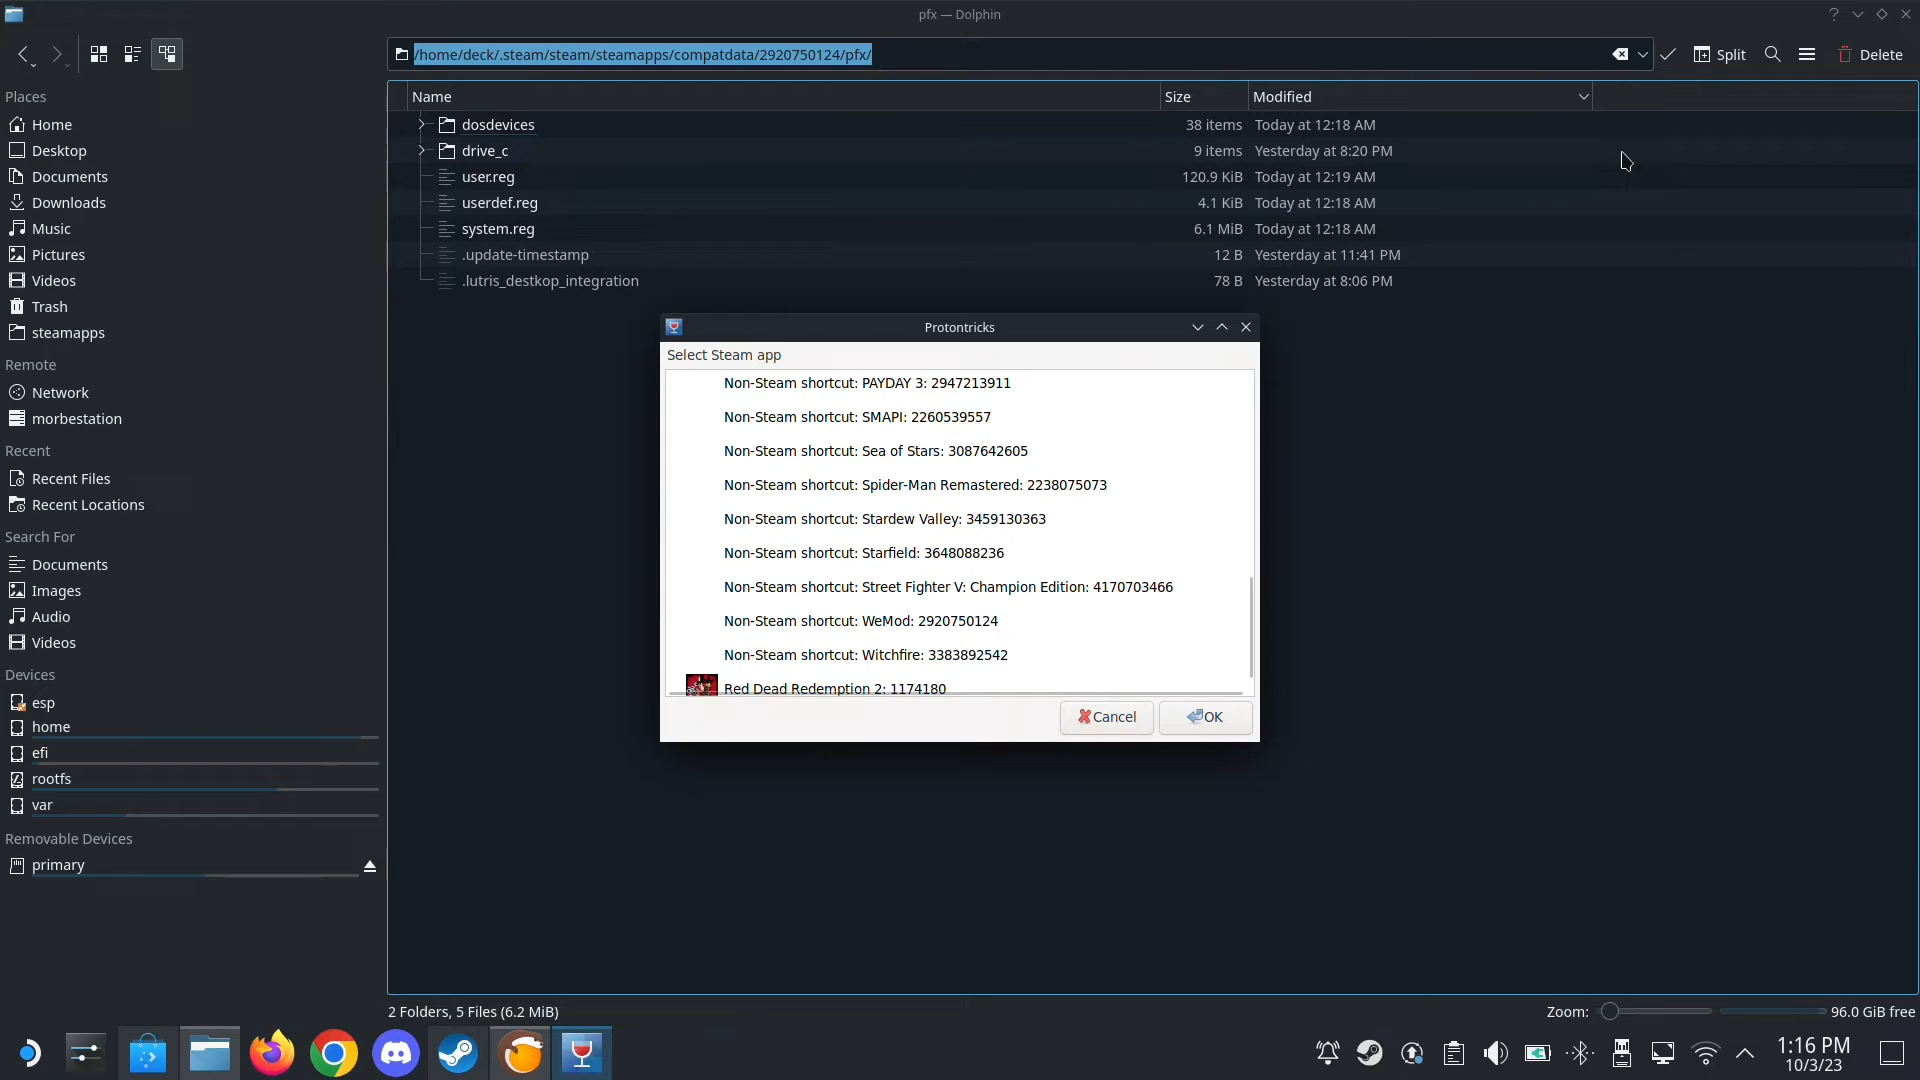 pfx — Dolphin
/home/deck/.steam/steam/steamapps/compatdata/2920750124/pfx/
Split
Delete
Places
Home
Desktop
Documents
Downloads
Music
Pictures
Videos
Trash
steamapps
Remote
Network
morbestation
Recent
Recent Files
Recent Locations
Search For
Documents
Images
Audio
Videos
Devices
esp
home
efi
rootfs
var
Removable Devices
primary
Name Size Modified
dosdevices 38 items Today at 12:18 AM
drive_c 9 items Yesterday at 8:20 PM
user.reg 120.9 KiB Today at 12:19 AM
userdef.reg 4.1 KiB Today at 12:18 AM
system.reg 6.1 MiB Today at 12:18 AM
.update-timestamp 12 B Yesterday at 11:41 PM
.lutris_destkop_integration 78 B Yesterday at 8:06 PM
Protontricks
Select Steam app
Non-Steam shortcut: PAYDAY 3: 2947213911
Non-Steam shortcut: SMAPI: 2260539557
Non-Steam shortcut: Sea of Stars: 3087642605
Non-Steam shortcut: Spider-Man Remastered: 2238075073
Non-Steam shortcut: Stardew Valley: 3459130363
Non-Steam shortcut: Starfield: 3648088236
Non-Steam shortcut: Street Fighter V: Champion Edition: 4170703466
Non-Steam shortcut: WeMod: 2920750124
Non-Steam shortcut: Witchfire: 3383892542
Red Dead Redemption 2: 1174180
Cancel
OK
2 Folders, 5 Files (6.2 MiB)
Zoom:
96.0 GiB free
1:16 PM
10/3/23